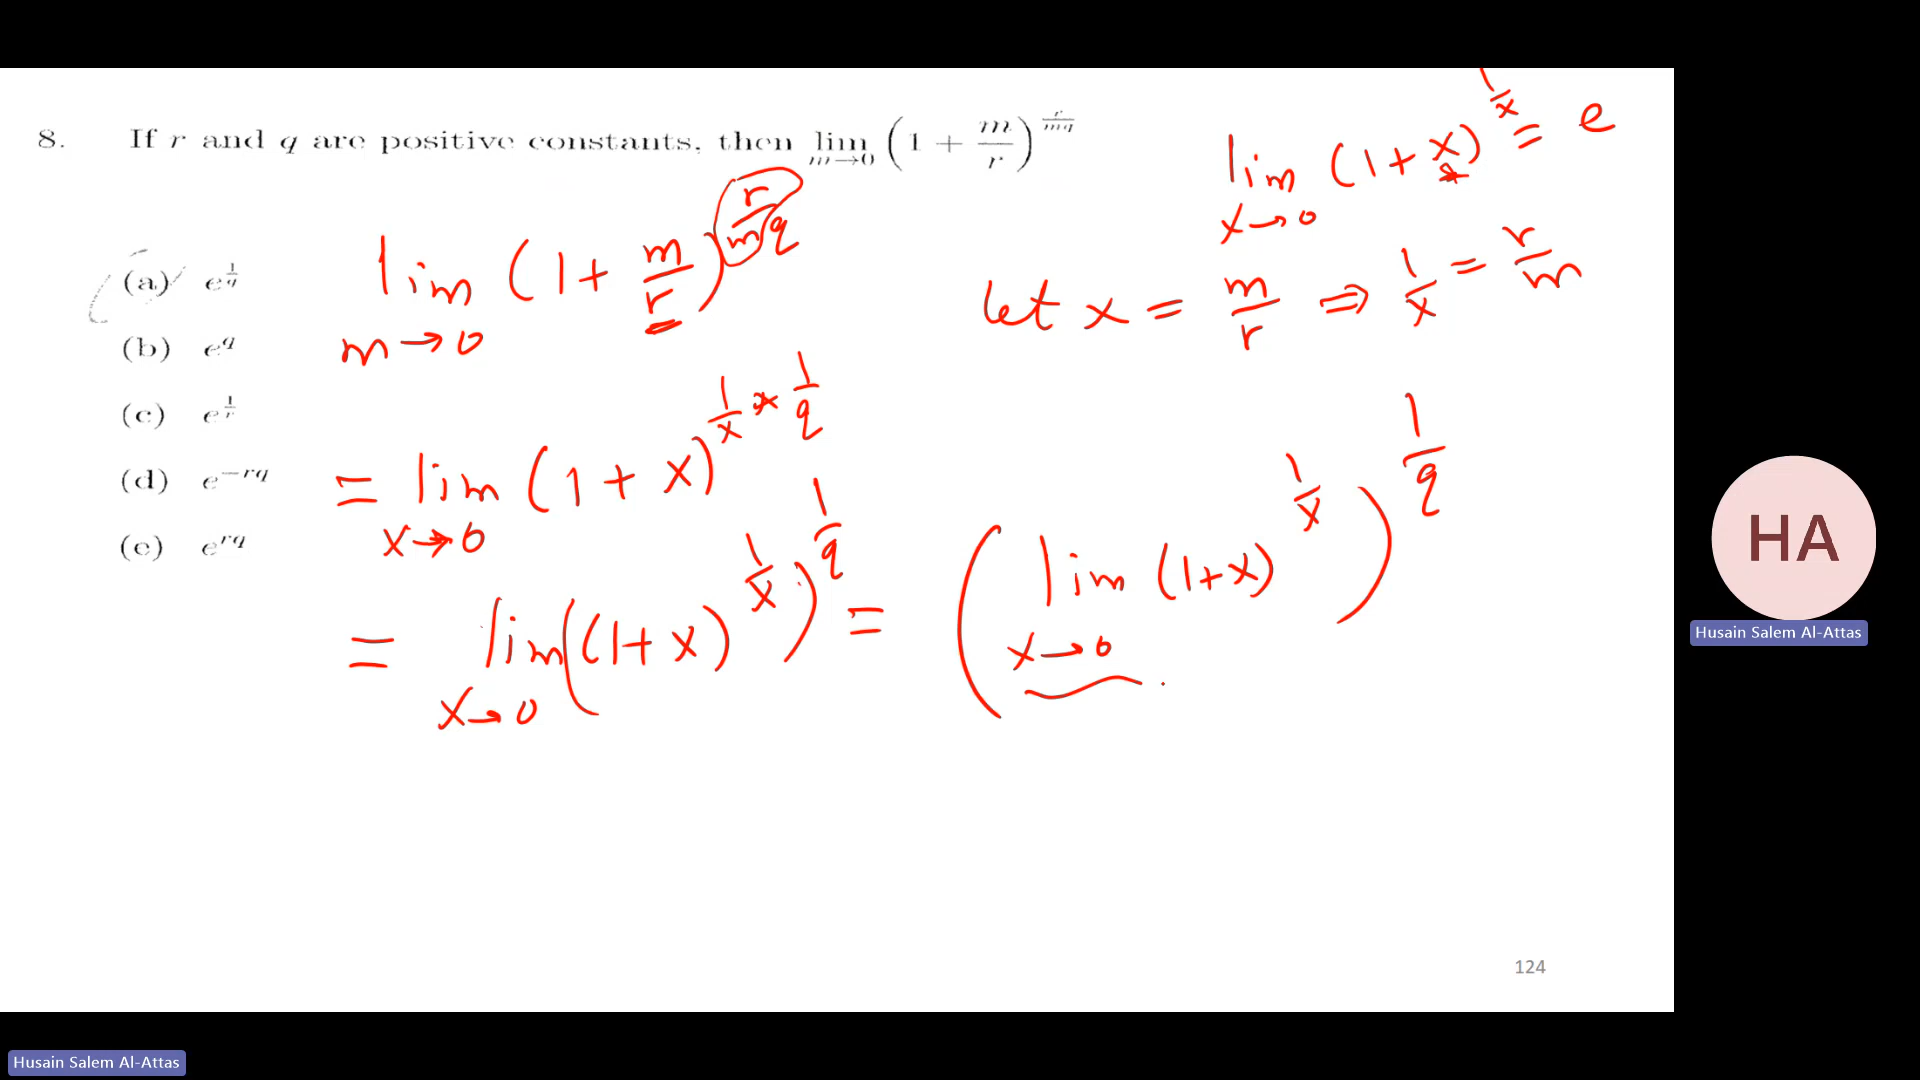 8. If r and q are positive constants, then lim_{m→0} (1 + m/r)^{r/(mq)}
lim_{x→0} (1 + x)^{1/x} = e
(a) e^{1/q}
lim_{m→0} (1 + m/r)^{r/(mq)}
let x = m/r ⇒ 1/x = r/m
(b) e^q
(c) e^{1/r}
(d) e^{−rq}
= lim_{x→0} (1 + x)^{1/x * 1/q}
(e) e^{rq}
= lim_{x→0} ((1+x)^{1/x})^{1/q} = (lim_{x→0} (1+x)^{1/x})^{1/q}
HA
Husain Salem Al-Attas
124
Husain Salem Al-Attas